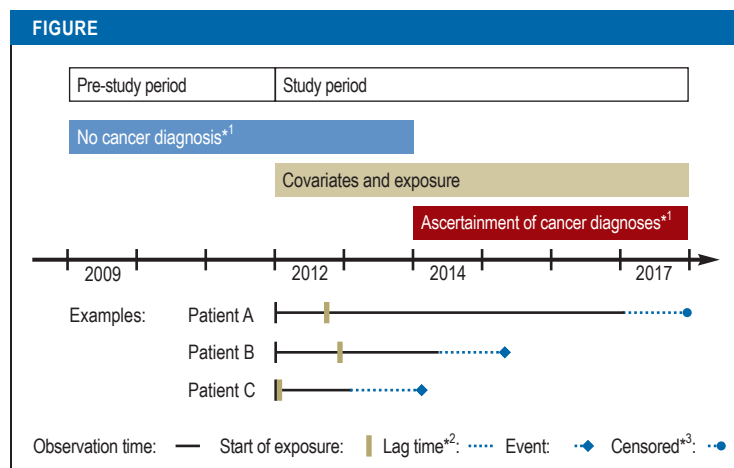 FIGURE
Pre-study period Study period
No cancer diagnosis*1
Covariates and exposure
Ascertainment of cancer diagnoses*1
2009 2012 2014 2017
Examples: Patient A
Patient B
Patient C
Observation time: Start of exposure: Lag time*2: Event: Censored*3: